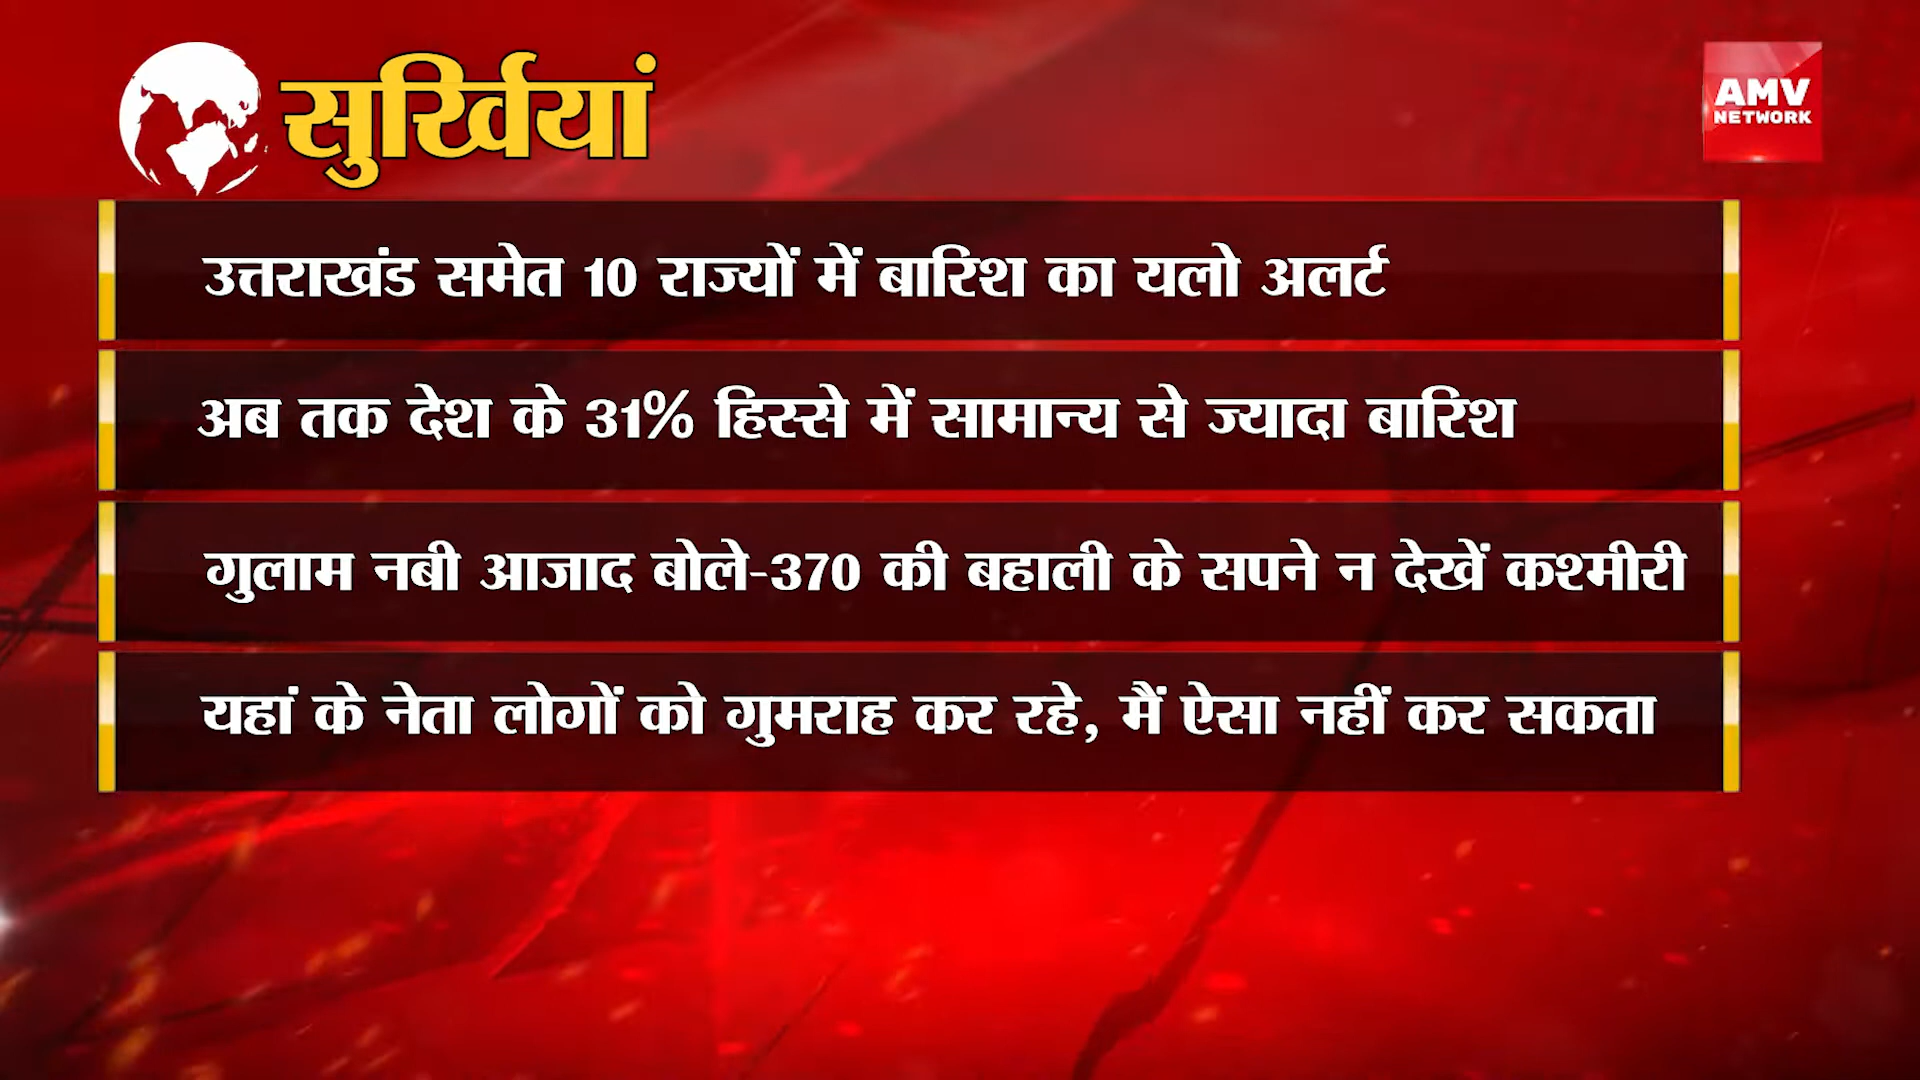 सुर्खियां
AMV
NETWORK
उत्तराखंड समेत 10 राज्यों में बारिश का यलो अलर्ट
अब तक देश के 31% हिस्से में सामान्य से ज्यादा बारिश
गुलाम नबी आजाद बोले-370 की बहाली के सपने न देखें कश्मीरी
यहां के नेता लोगों को गुमराह कर रहे, मैं ऐसा नहीं कर सकता